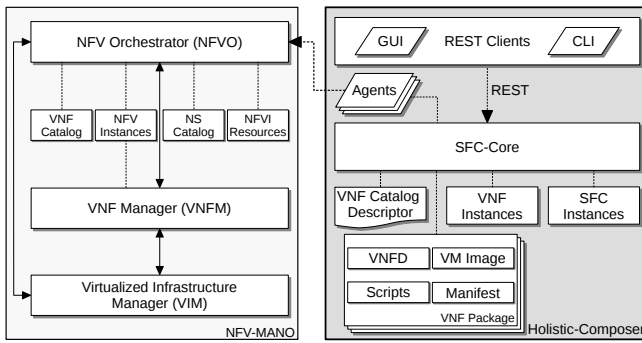 NFV Orchestrator (NFVO)
VNF
Catalog
NFV
Instances
NS
Catalog
NFVI
Resources
VNF Manager (VNFM)
Virtualized Infrastructure
Manager (VIM)
NFV-MANO
GUI
REST Clients
CLI
Agents
REST
SFC-Core
VNF Catalog
Descriptor
VNF
Instances
SFC
Instances
VNFD
VM Image
Scripts
Manifest
VNF Package
Holistic-Composer